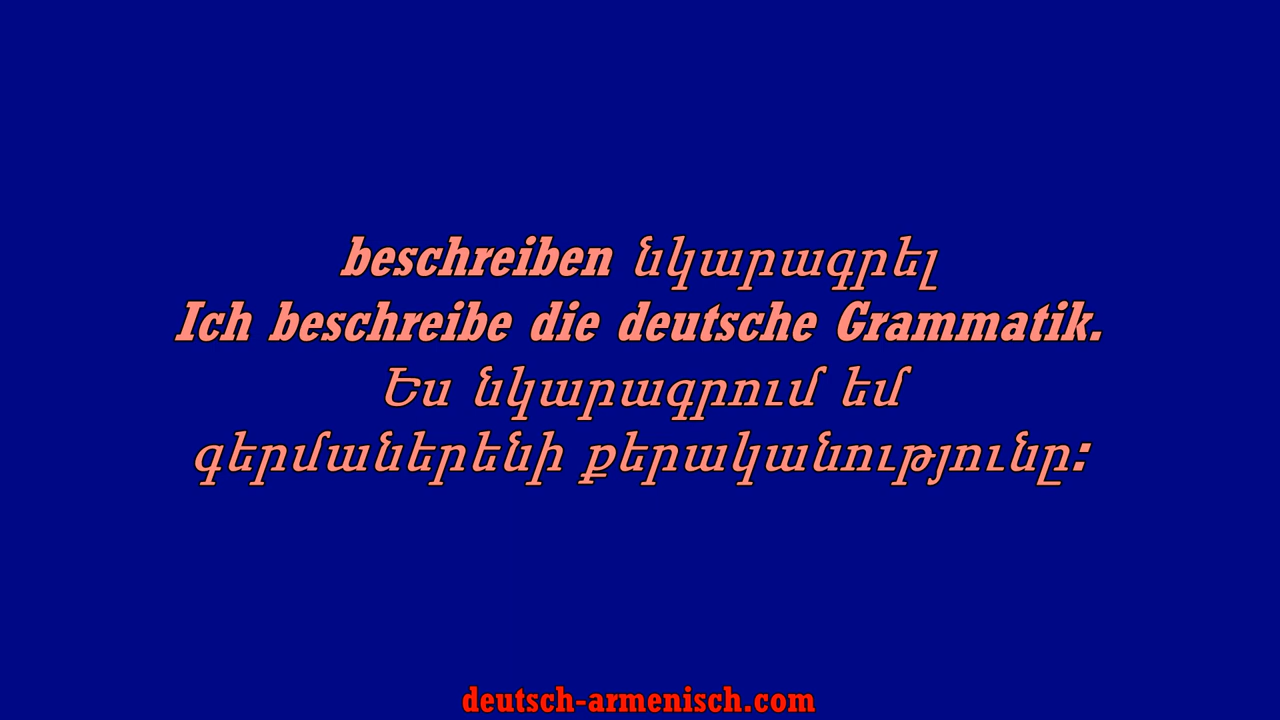 beschreiben նկարագրել
Ich beschreibe die deutsche Grammatik.
Ես նկարագրում եմ
գերմաներենի քերականությունը:
deutsch-armenisch.com